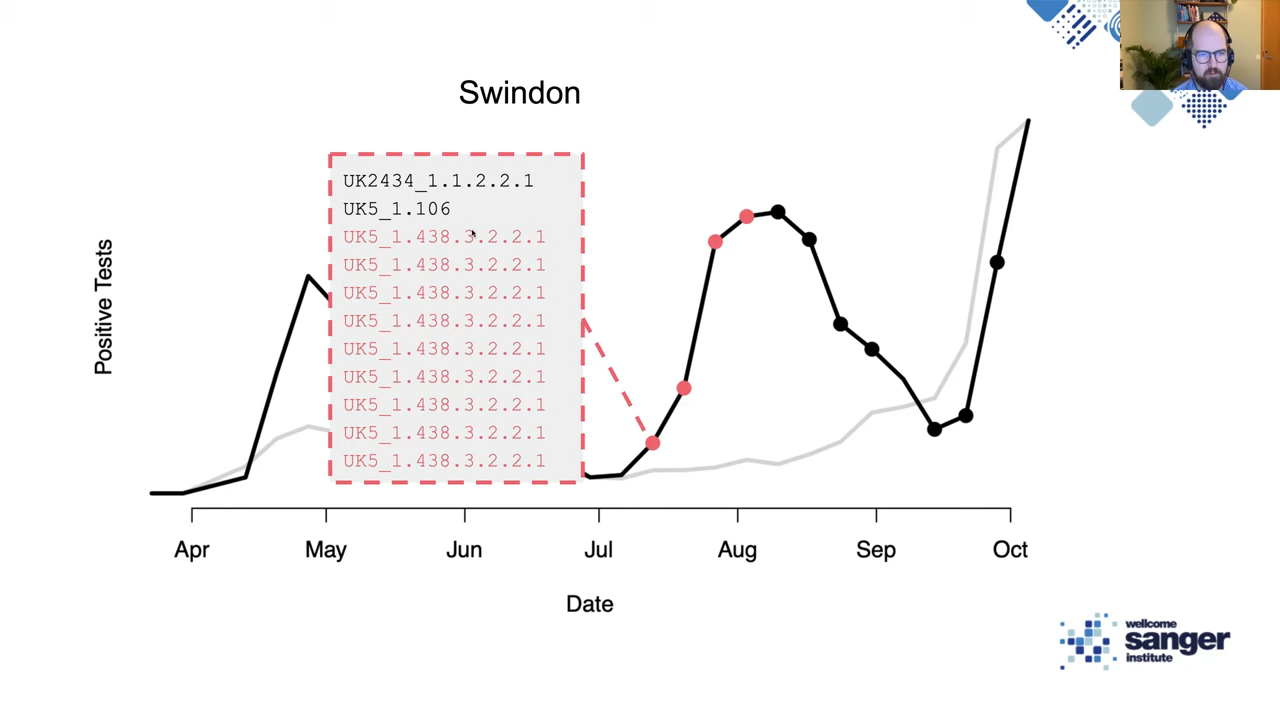 Swindon
UK2434_1.1.2.2.1
UK5_1.106
UK5_1.438.3.2.2.1
UK5_1.438.3.2.2.1
UK5_1.438.3.2.2.1
UK5_1.438.3.2.2.1
UK5_1.438.3.2.2.1
UK5_1.438.3.2.2.1
UK5_1.438.3.2.2.1
UK5_1.438.3.2.2.1
UK5_1.438.3.2.2.1
Positive Tests
Apr May Jun Jul Aug Sep Oct
Date
wellcome
sanger
institute